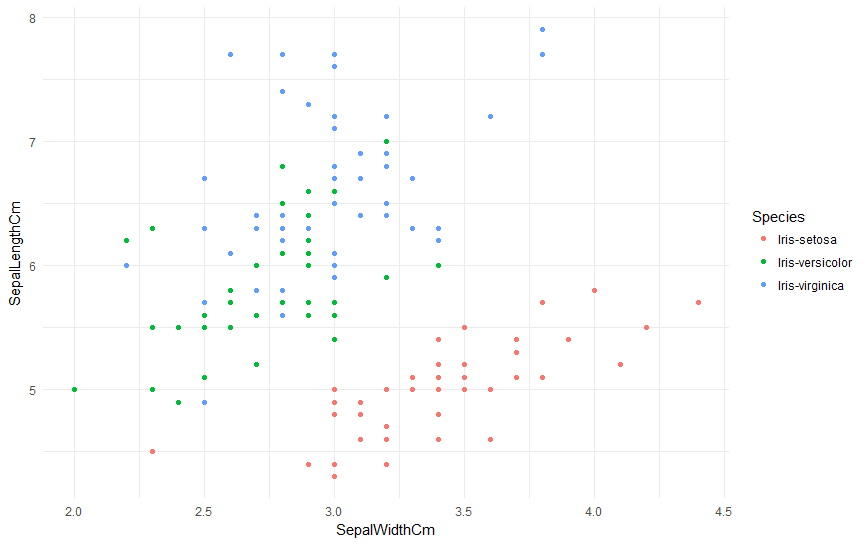 8
7
6
5
2.0 2.5 3.0 3.5 4.0 4.5
SepalWidthCm
SepalLengthCm
Species
Iris-setosa
Iris-versicolor
Iris-virginica